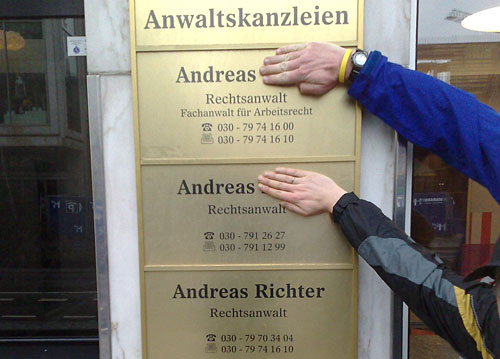 Anwaltskanzleien
Andreas
Rechtsanwalt
Fachanwalt für Arbeitsrecht
☎ 030 - 79 74 16 00
030 - 79 74 16 10
Andreas
Rechtsanwalt
☎ 030 - 791 26 27
030 - 791 12 99
Andreas Richter
Rechtsanwalt
☎ 030 - 79 70 34 04
030 - 79 74 16 10